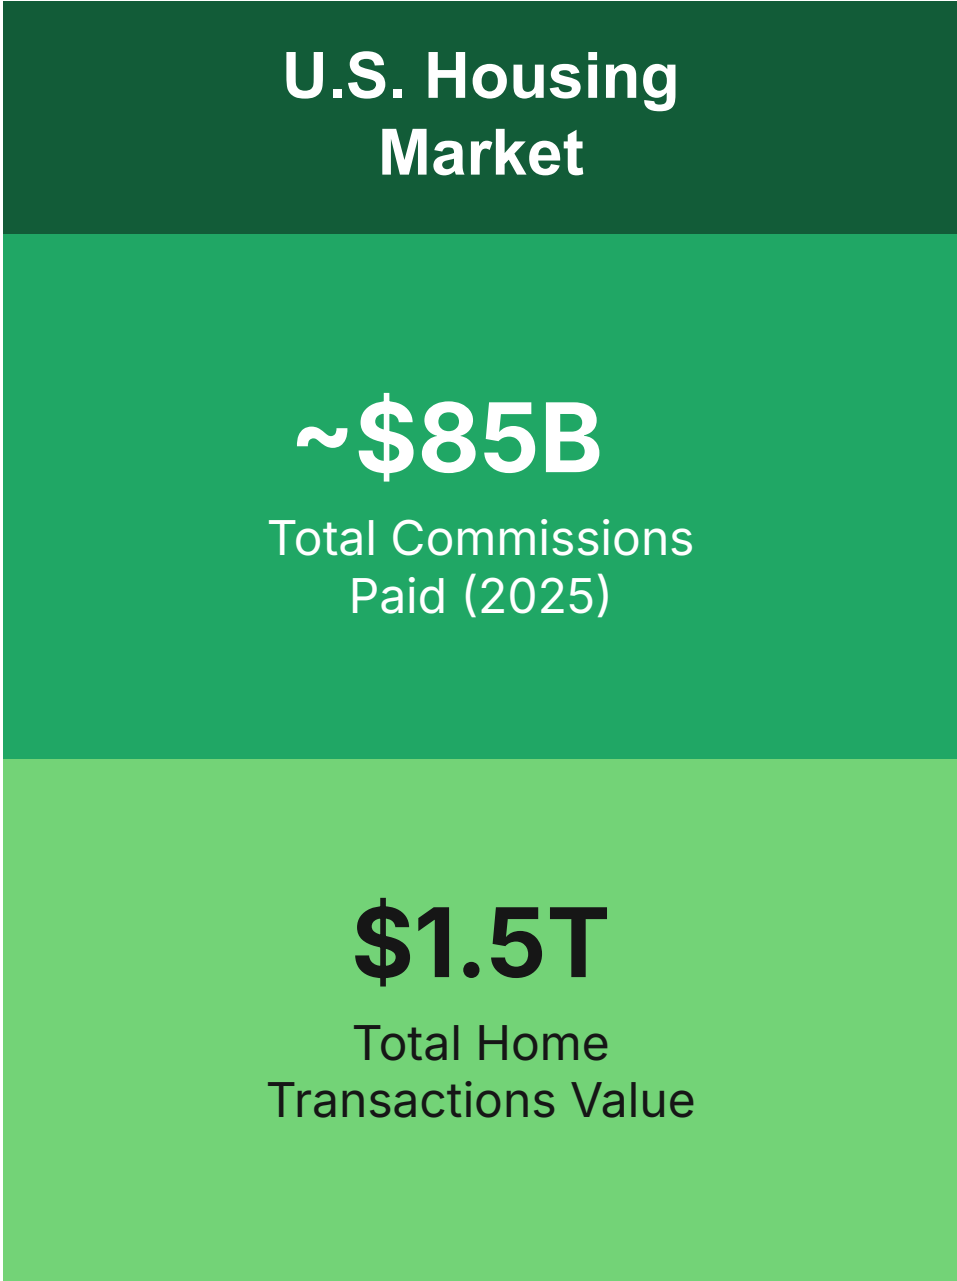 U.S. Housing
Market
~$85B
Total Commissions
Paid (2025)
$1.5T
Total Home
Transactions Value